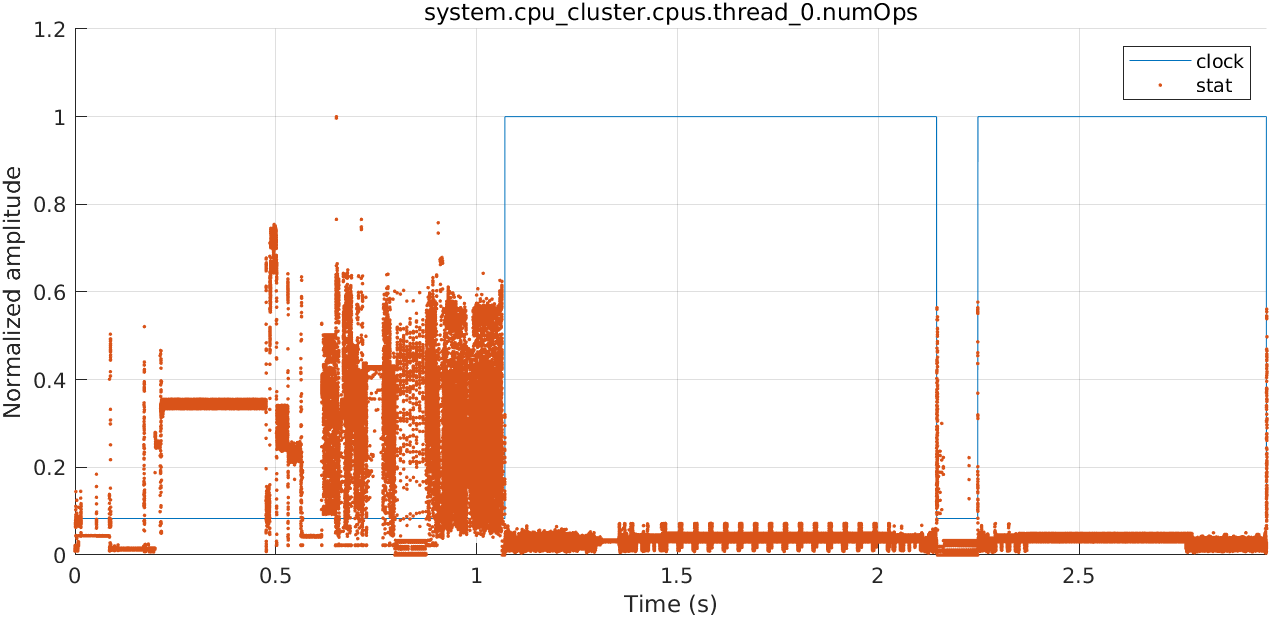 system.cpu_cluster.cpus.thread_0.numOps
clock
stat
Normalized amplitude
1.2
1
0.8
0.6
0.4
0.2
0
0 0.5 1 1.5 2 2.5
Time (s)